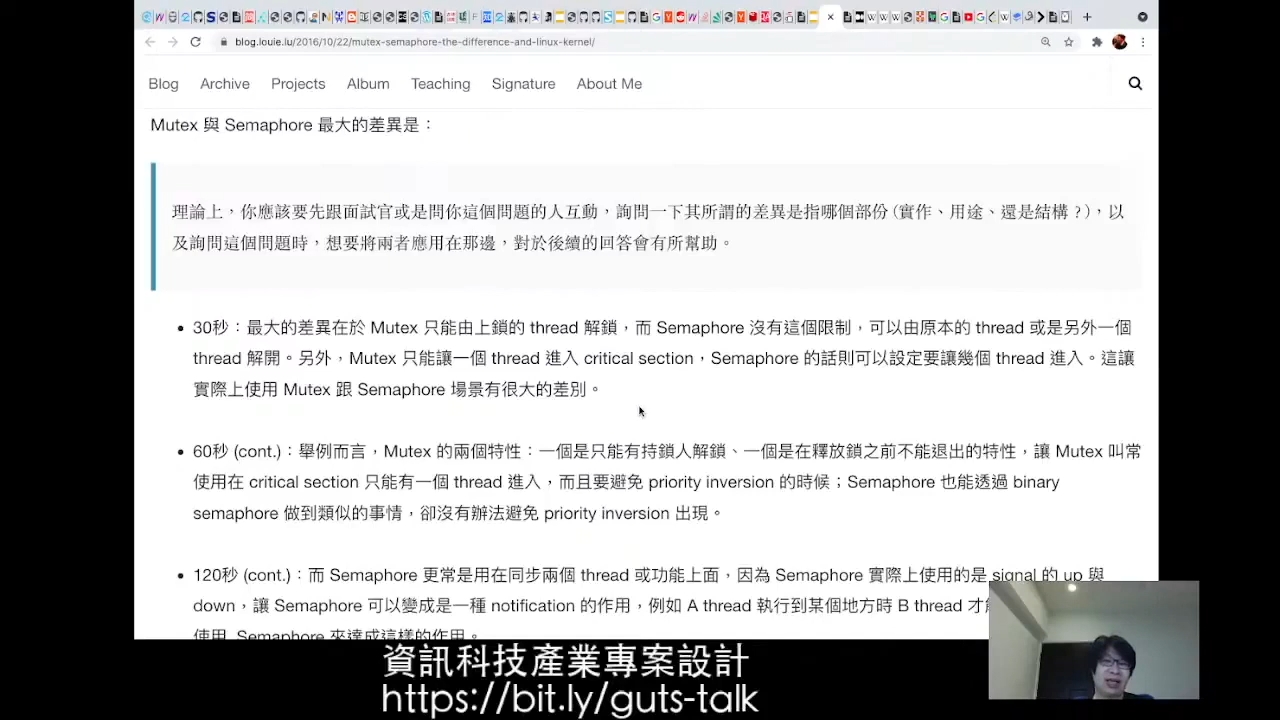 blog.louie.lu/2016/10/22/mutex-semaphore-the-difference-and-linux-kernel/
Blog Archive Projects Album Teaching Signature About Me
Mutex 與 Semaphore 最大的差異是：
理論上，你應該要先跟面試官或是問你這個問題的人互動，詢問一下其所謂的差異是指哪個部份 (實作、用途、還是結構？)，以
及詢問這個問題時，想要將兩者應用在那邊，對於後續的回答會有所幫助。
30秒：最大的差異在於 Mutex 只能由上鎖的 thread 解鎖，而 Semaphore 沒有這個限制，可以由原本的 thread 或是另外一個
thread 解開。另外，Mutex 只能讓一個 thread 進入 critical section，Semaphore 的話則可以設定要讓幾個 thread 進入。這讓
實際上使用 Mutex 跟 Semaphore 場景有很大的差別。
60秒 (cont.)：舉例而言，Mutex 的兩個特性：一個是只能有持鎖人解鎖、一個是在釋放鎖之前不能退出的特性，讓 Mutex 叫常
使用在 critical section 只能有一個 thread 進入，而且要避免 priority inversion 的時候；Semaphore 也能透過 binary
semaphore 做到類似的事情，卻沒有辦法避免 priority inversion 出現。
120秒 (cont.)：而 Semaphore 更常是用在同步兩個 thread 或功能上面，因為 Semaphore 實際上使用的是 signal 的 up 與
down，讓 Semaphore 可以變成是一種 notification 的作用，例如 A thread 執行到某個地方時 B thread 才
使用 Semaphore 來達成這樣的作用。
資訊科技產業專案設計
https://bit.ly/guts-talk